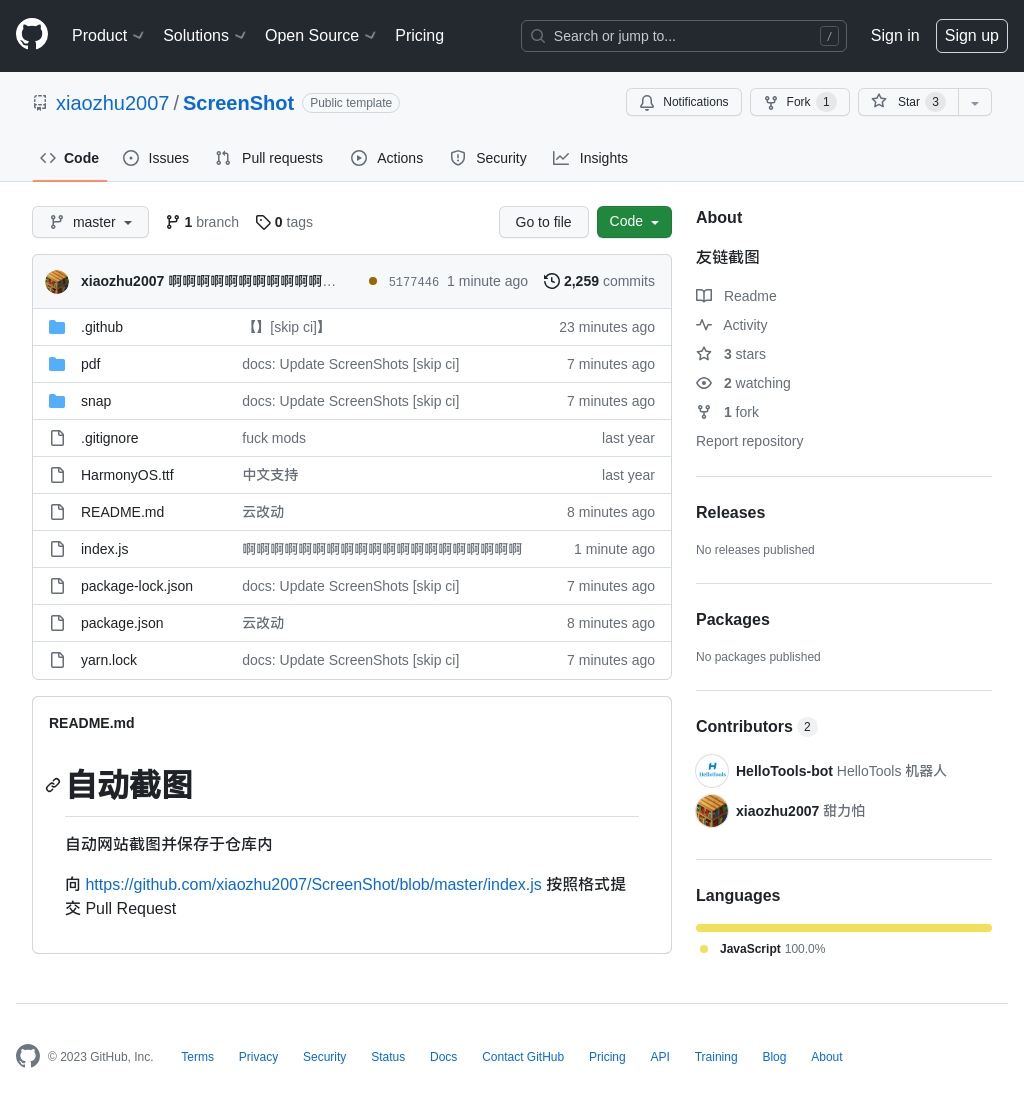 Product Solutions Open Source Pricing Search or jump to... / Sign in Sign up
xiaozhu2007 / ScreenShot Public template Notifications Fork 1 Star 3
Code Issues Pull requests Actions Security Insights
master 1 branch 0 tags Go to file Code
xiaozhu2007 啊啊啊啊啊啊啊啊啊啊啊… 5177446 1 minute ago 2,259 commits
.github 【】[skip ci]】 23 minutes ago
pdf docs: Update ScreenShots [skip ci] 7 minutes ago
snap docs: Update ScreenShots [skip ci] 7 minutes ago
.gitignore fuck mods last year
HarmonyOS.ttf 中文支持 last year
README.md 云改动 8 minutes ago
index.js 啊啊啊啊啊啊啊啊啊啊啊啊啊啊啊啊啊啊啊啊 1 minute ago
package-lock.json docs: Update ScreenShots [skip ci] 7 minutes ago
package.json 云改动 8 minutes ago
yarn.lock docs: Update ScreenShots [skip ci] 7 minutes ago
README.md
自动截图
自动网站截图并保存于仓库内
向 https://github.com/xiaozhu2007/ScreenShot/blob/master/index.js 按照格式提
交 Pull Request
About
友链截图
Readme
Activity
3 stars
2 watching
1 fork
Report repository
Releases
No releases published
Packages
No packages published
Contributors 2
HelloTools
HelloTools-bot HelloTools 机器人
xiaozhu2007 甜力怕
Languages
JavaScript 100.0%
© 2023 GitHub, Inc. Terms Privacy Security Status Docs Contact GitHub Pricing API Training Blog About